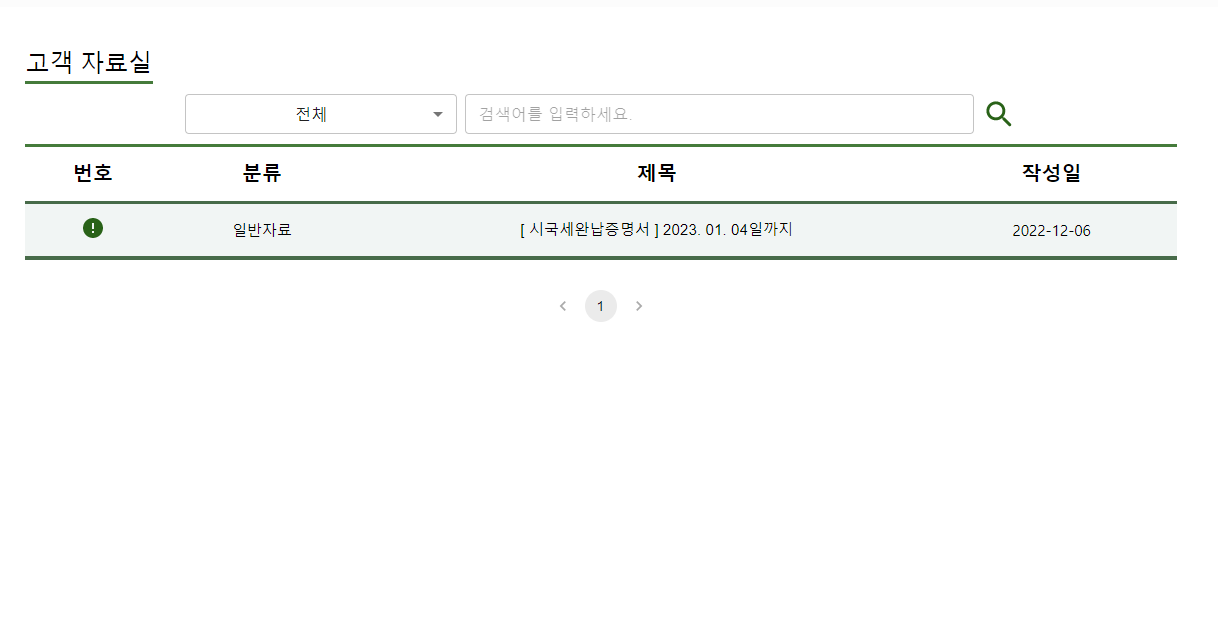 고객 자료실
전체 검색어를 입력하세요.
번호 분류 제목 작성일
일반자료 [ 시국세완납증명서 ] 2023. 01. 04일까지 2022-12-06
1